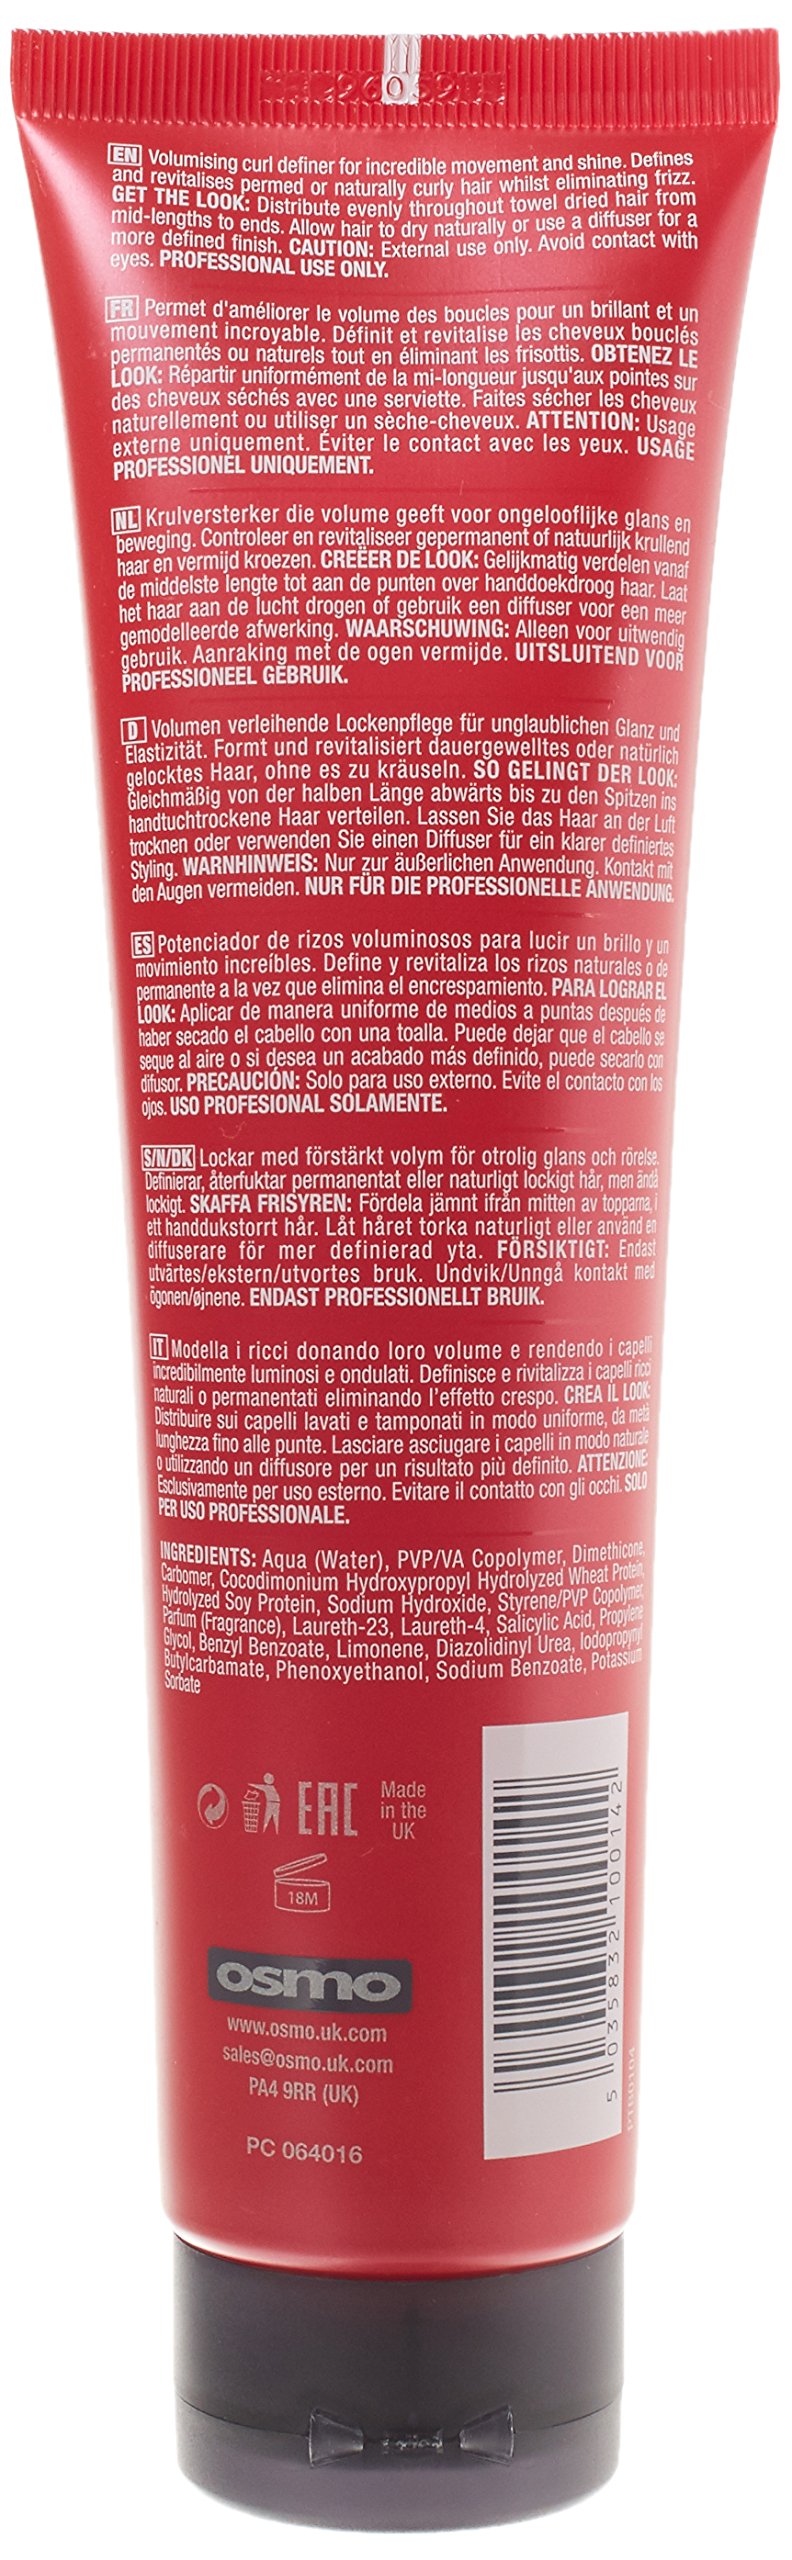 EN Volumising curl definer for incredible movement and shine. Defines
and revitalises permed or naturally curly hair whilst eliminating frizz.
GET THE LOOK: Distribute evenly throughout towel dried hair from
mid-lengths to ends. Allow hair to dry naturally or use a diffuser for a
more defined finish. CAUTION: External use only. Avoid contact with
eyes. PROFESSIONAL USE ONLY.
FR Permet d'améliorer le volume des boucles pour un brillant et un
mouvement incroyable. Définit et revitalise les cheveux bouclés
permanentés ou naturels tout en éliminant les frisottis. OBTENEZ LE
LOOK: Répartir uniformément de la mi-longueur jusqu'aux pointes sur
des cheveux séchés avec une serviette. Faites sécher les cheveux
naturellement ou utiliser un sèche-cheveux. ATTENTION: Usage
externe uniquement. Éviter le contact avec les yeux. USAGE
PROFESSIONEL UNIQUEMENT.
NL Krulversterker die volume geeft voor ongelooflijke glans en
beweging. Controleer en revitaliseer gepermanent of natuurlijk krullend
haar en vermijd kroezen. CREËER DE LOOK: Gelijkmatig verdelen vanaf
de middelste lengte tot aan de punten over handdoekdroog haar. Laat
het haar aan de lucht drogen of gebruik een diffuser voor een meer
gemodelleerde afwerking. WAARSCHUWING: Alleen voor uitwendig
gebruik. Aanraking met de ogen vermijde. UITSLUITEND VOOR
PROFESSIONEEL GEBRUIK.
D Volumen verleihende Lockenpflege für unglaublichen Glanz und
Elastizität. Formt und revitalisiert dauergewelltes oder natürlich
gelocktes Haar, ohne es zu kräuseln. SO GELINGT DER LOOK:
Gleichmäßig von der halben Länge abwärts bis zu den Spitzen ins
handtuchtrockene Haar verteilen. Lassen Sie das Haar an der Luft
trocknen oder verwenden Sie einen Diffuser für ein klarer definiertes
Styling. WARNHINWEIS: Nur zur äußerlichen Anwendung. Kontakt mit
den Augen vermeiden. NUR FÜR DIE PROFESSIONELLE ANWENDUNG.
ES Potenciador de rizos voluminosos para lucir un brillo y un
movimiento increíbles. Define y revitaliza los rizos naturales o de
permanente a la vez que elimina el encrespamiento. PARA LOGRAR EL
LOOK: Aplicar de manera uniforme de medios a puntas después de
haber secado el cabello con una toalla. Puede dejar que el cabello se
seque al aire o si desea un acabado más definido, puede secarlo con
difusor. PRECAUCIÓN: Solo para uso externo. Evite el contacto con los
ojos. USO PROFESIONAL SOLAMENTE.
S/N/DK Lockar med förstärkt volym för otrolig glans och rörelse.
Definierar, återfuktar permanentat eller naturligt lockigt hår, men ändå
lockigt. SKAFFA FRISYREN: Fördela jämnt ifrån mitten av topparna, i
ett handdukstorrt hår. Låt håret torka naturligt eller använd en
diffuserare för mer definierad yta. FÖRSIKTIGT: Endast
utvärtes/ekstern/utvortes bruk. Undvik/Unngå kontakt med
ögonen/øjnene. ENDAST PROFESSIONELLT BRUIK.
IT Modella i ricci donando loro volume e rendendo i capelli
incredibilmente luminosi e ondulati. Definisce e rivitalizza i capelli ricci
naturali o permanentati eliminando l'effetto crespo. CREA IL LOOK:
Distribuire sui capelli lavati e tamponati in modo uniforme, da metà
lunghezza fino alle punte. Lasciare asciugare i capelli in modo naturale
o utilizzando un diffusore per un risultato più definito. ATTENZIONE:
Esclusivamente per uso esterno. Evitare il contatto con gli occhi. SOLO
PER USO PROFESSIONALE.
INGREDIENTS: Aqua (Water), PVP/VA Copolymer, Dimethicone,
Carbomer, Cocodimonium Hydroxypropyl Hydrolyzed Wheat Protein,
Hydrolyzed Soy Protein, Sodium Hydroxide, Styrene/PVP Copolymer,
Parfum (Fragrance), Laureth-23, Laureth-4, Salicylic Acid, Propylene
Glycol, Benzyl Benzoate, Limonene, Diazolidinyl Urea, Iodopropynyl
Butylcarbamate, Phenoxyethanol, Sodium Benzoate, Potassium
Sorbate
EAC
Made
in the
UK
18M
osmo
www.osmo.uk.com
sales@osmo.uk.com
PA4 9RR (UK)
PC 064016
5 035832 100142